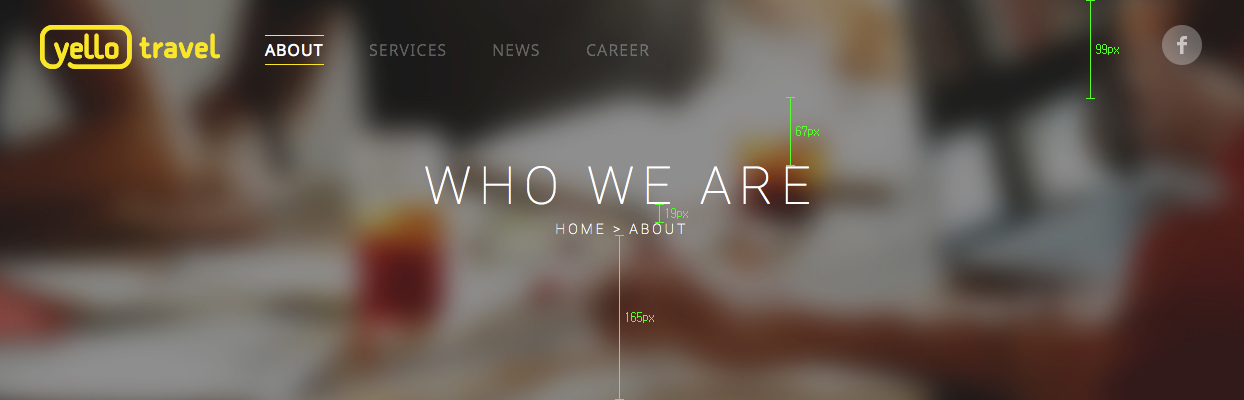 yello travel
ABOUT SERVICES NEWS CAREER
f
99px
67px
WHO WE ARE
19px
HOME > ABOUT
165px